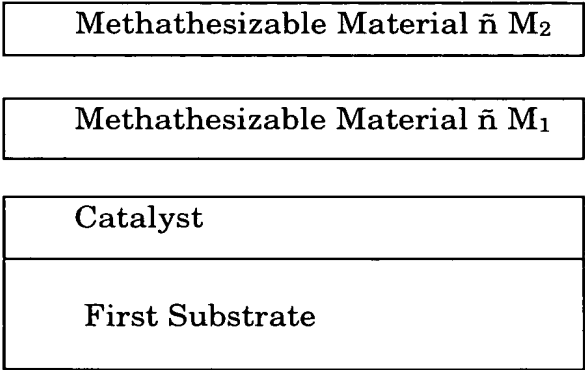 Methathesizable Material ñ M₂
Methathesizable Material ñ M₁
Catalyst
First Substrate